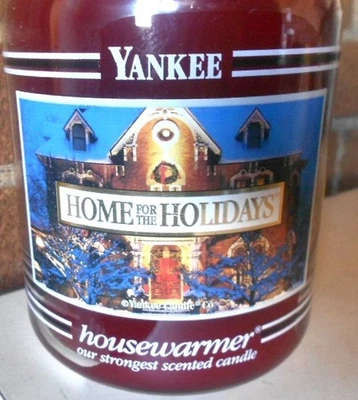 YANKEE
HOME FOR THE HOLIDAYS
©Yankee Candle® Co.
housewarmer®
our strongest scented candle